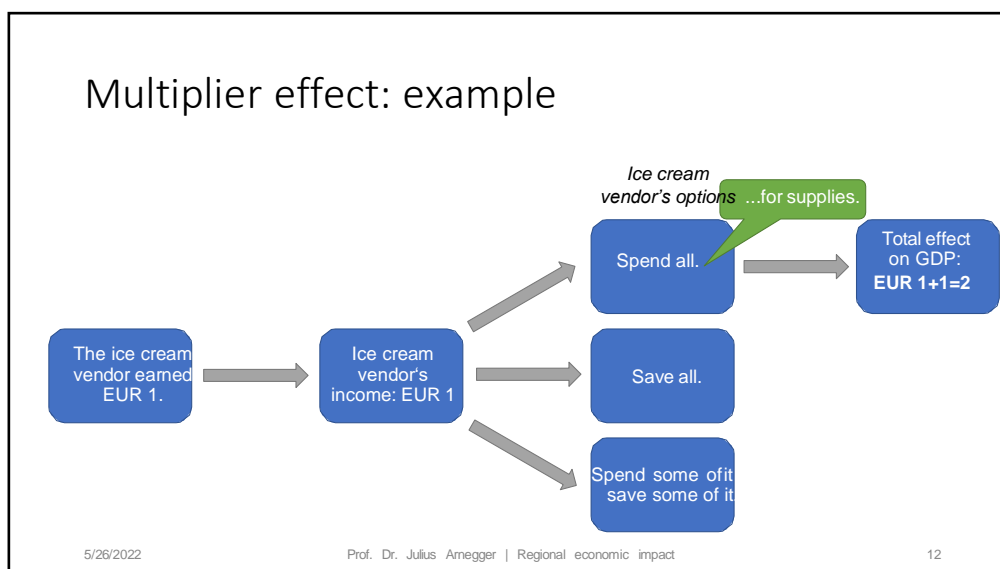 Multiplier effect: example
Ice cream
vendor's options
...for supplies.
Spend all.
Total effect
on GDP:
EUR 1+1=2
The ice cream
vendor earned
EUR 1.
Ice cream
vendor‘s
income: EUR 1
Save all.
Spend some of it
save some of it.
5/26/2022
Prof. Dr. Julius Arnegger | Regional economic impact
12